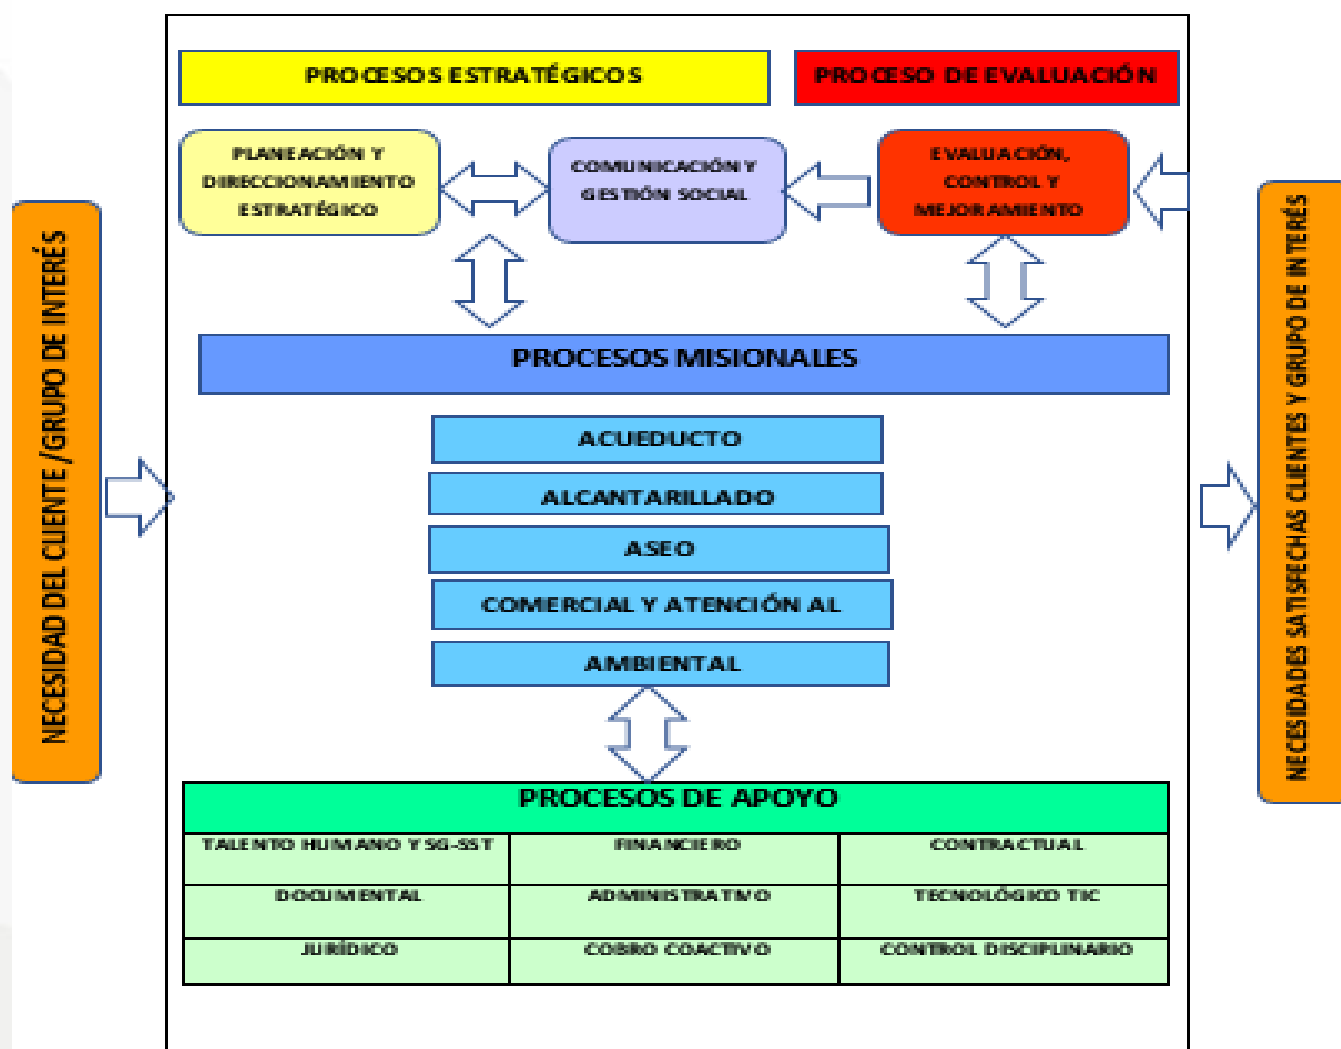 PROCESOS ESTRATÉGICOS
PROCESO DE EVALUACIÓN
PLANEACIÓN Y
DIRECCIONAMIENTO
ESTRATÉGICO
COMUNICACIÓN Y
GESTIÓN SOCIAL
EVALUACIÓN,
CONTROL Y
MEJORAMIENTO
NECESIDAD DEL CLIENTE /GRUPO DE INTERÉS
PROCESOS MISIONALES
ACUEDUCTO
ALCANTARILLADO
ASEO
COMERCIAL Y ATENCIÓN AL
AMBIENTAL
NECESIDADES SATISFECHAS CLIENTES Y GRUPO DE INTERÉS
PROCESOS DE APOYO
TALENTO HUMANO Y SG-SST
FINANCIERO
CONTRACTUAL
DOCUMENTAL
ADMINISTRATIVO
TECNOLÓGICO TIC
JURÍDICO
COBRO COACTIVO
CONTROL DISCIPLINARIO